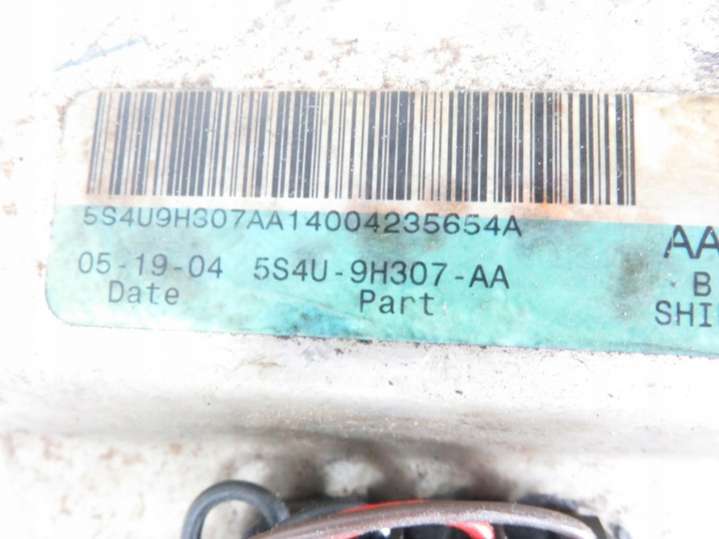 5S4U9H307AA14004235654A
05-19-04 5S4U-9H307-AA AA
Date Part B
SHI